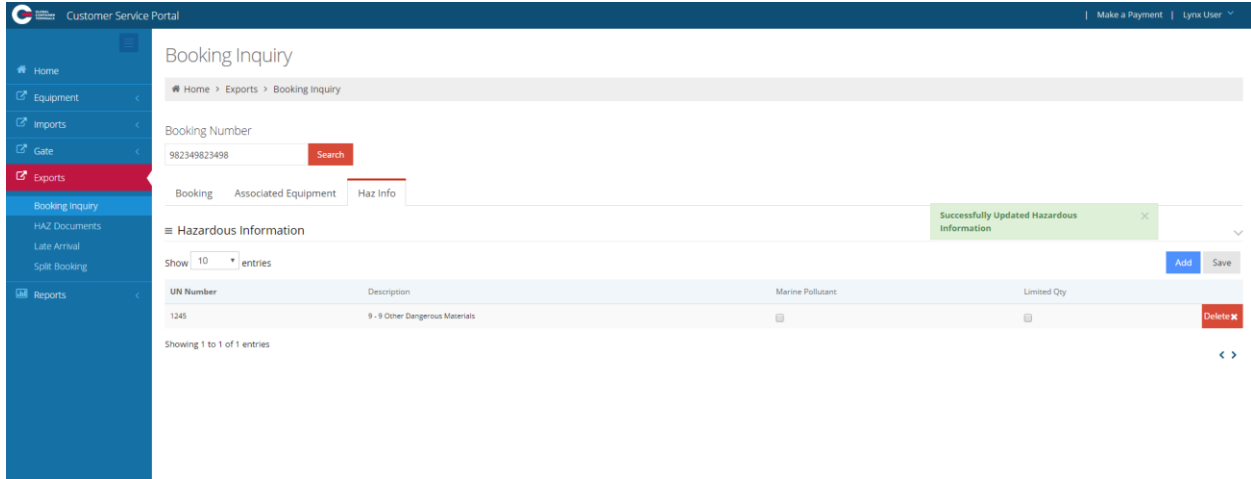 GLOBAL CONTAINER TERMINALS
Customer Service Portal
| Make a Payment | Lynx User
Home
Equipment
Imports
Gate
Exports
Booking Inquiry
HAZ Documents
Late Arrival
Split Booking
Reports
Booking Inquiry
Home > Exports > Booking Inquiry
Booking Number
982349823498 Search
Booking Associated Equipment Haz Info
Successfully Updated Hazardous
Information
Hazardous Information
Show 10 entries
Add Save
UN Number Description Marine Pollutant Limited Qty
1245 9 - 9 Other Dangerous Materials Delete
Showing 1 to 1 of 1 entries